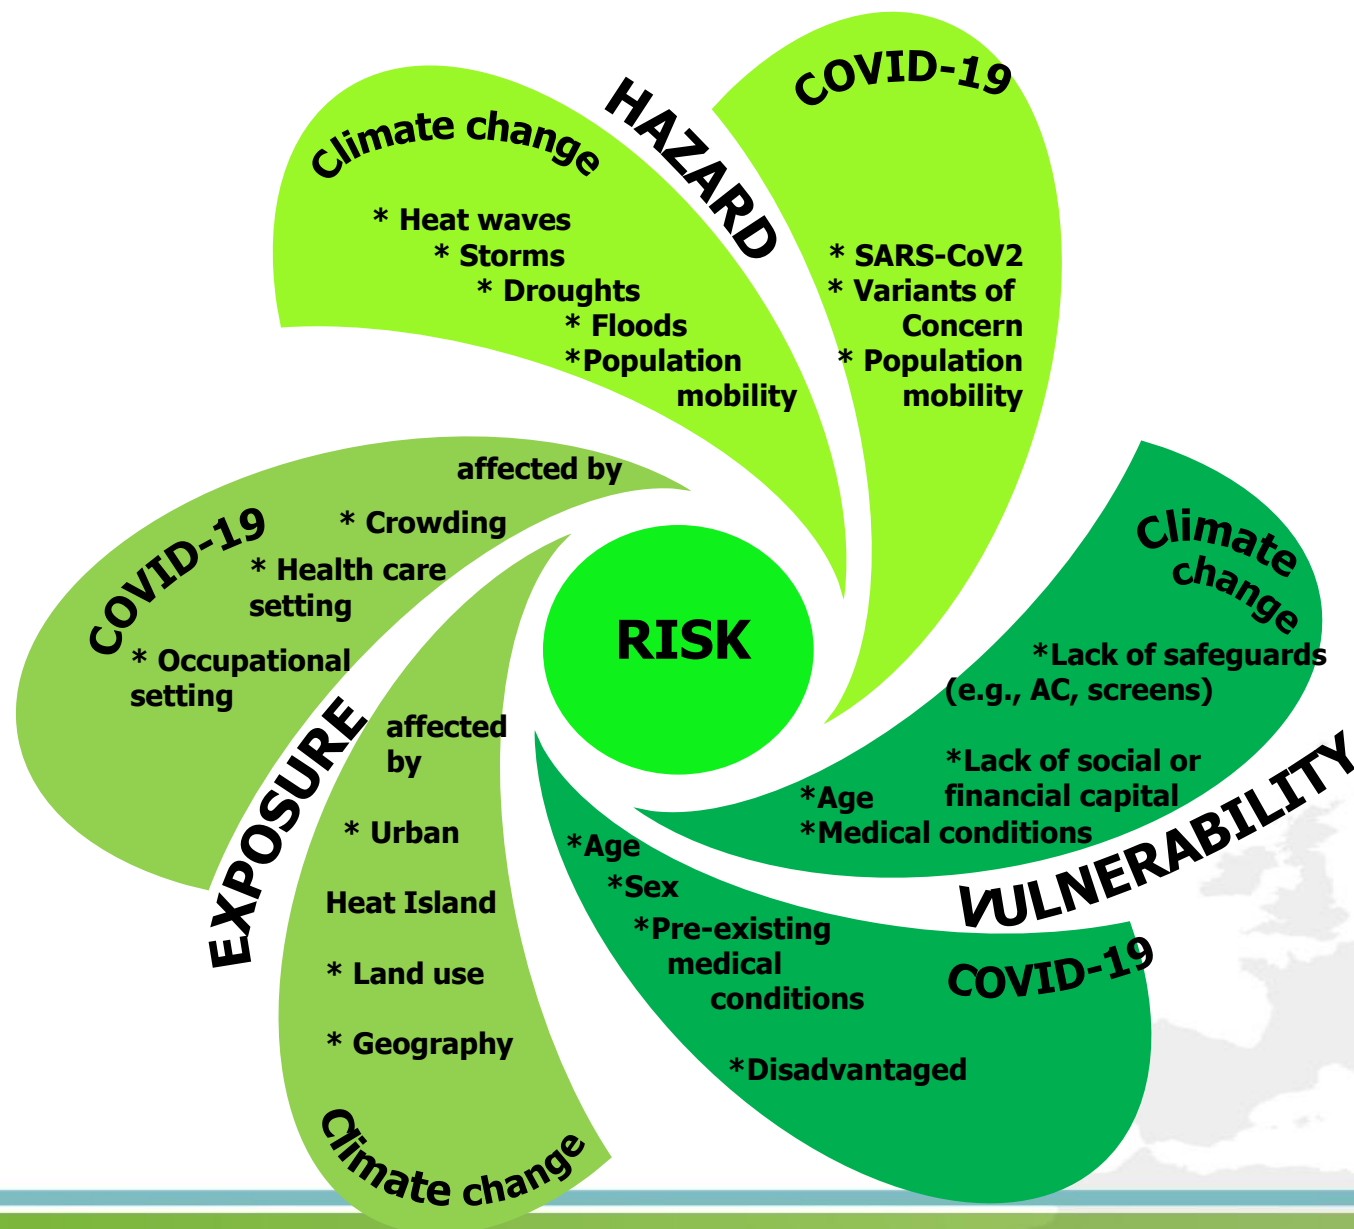 HAZARD
Climate change
* Heat waves
* Storms
* Droughts
* Floods
*Population
mobility
COVID-19
* SARS-CoV2
* Variants of
Concern
* Population
mobility
RISK
EXPOSURE
COVID-19
affected by
* Crowding
* Health care
setting
* Occupational
setting
affected
by
* Urban
Heat Island
* Land use
* Geography
Climate change
VULNERABILITY
Climate
change
*Lack of safeguards
(e.g., AC, screens)
*Lack of social or
financial capital
*Age
*Medical conditions
COVID-19
*Age
*Sex
*Pre-existing
medical
conditions
*Disadvantaged